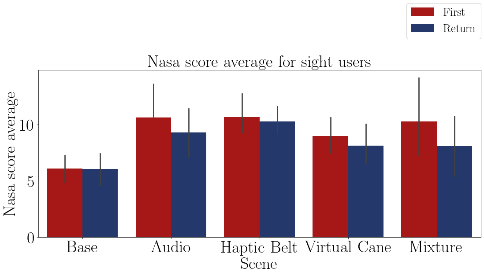 First
Return
Nasa score average for sight users
Nasa score average
10
5
0
Base Audio Haptic Belt Virtual Cane Mixture
Scene